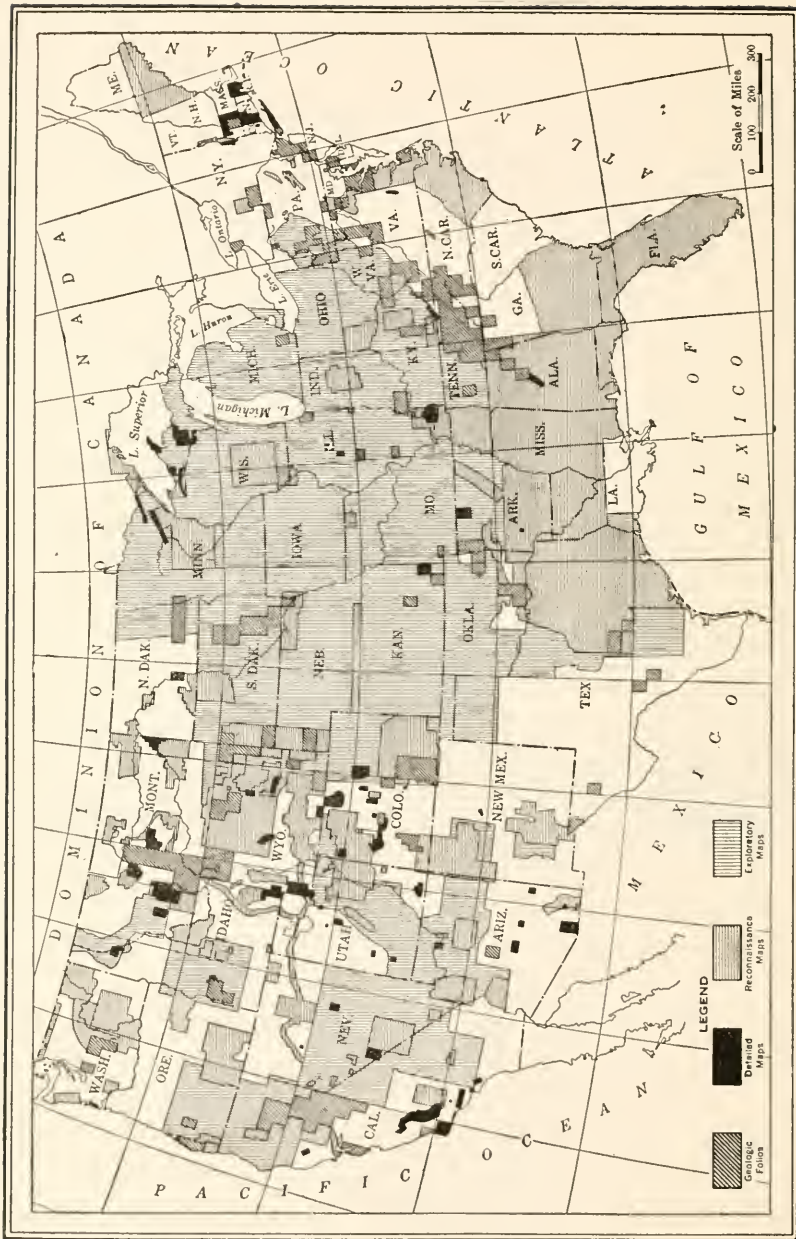 DOMINION OF CANADA
WASH.
ORE.
IDAHO
MONT.
N. DAK
S. DAK.
WYO.
NEB.
MINN.
IOWA
WIS.
MICH.
ILL.
IND.
OHIO
L. Superior
L. Michigan
L. Huron
L. Erie
L. Ontario
N.Y.
VT.
N.H.
ME.
MASS.
PA.
N.J.
DEL.
MD.
W. VA.
VA.
KY.
TENN.
N.CAR.
S.CAR.
GA.
FLA.
ALA.
MISS.
LA.
ARK.
MO.
KAN.
OKLA.
TEX
NEW MEX.
COLO.
UTAH
ARIZ.
NEV.
CAL.
PACIFIC OCEAN
ATLANTIC OCEAN
GULF OF
MEXICO
MEXICO
Scale of Miles
0 100 200 300
LEGEND
Geologic
Folios
Detailed
Maps
Reconnaissance
Maps
Exploratory
Maps